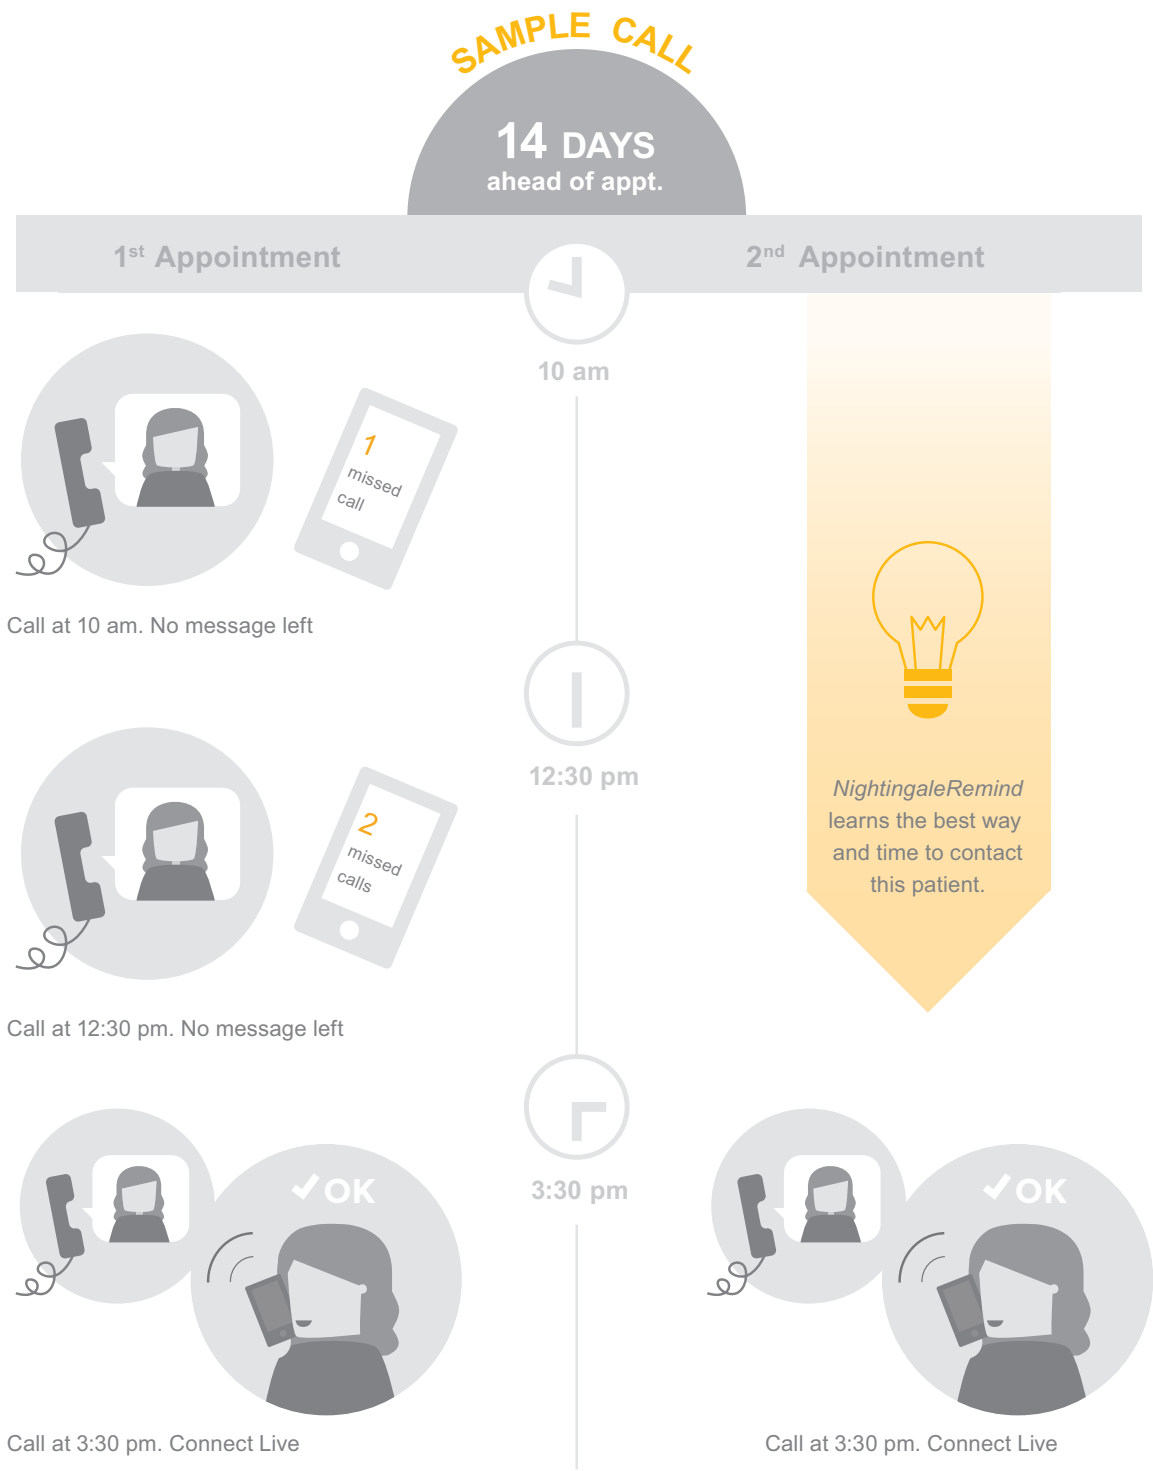 SAMPLE CALL
14 DAYS
ahead of appt.
1st Appointment
2nd Appointment
10 am
1
missed
call
Call at 10 am. No message left
12:30 pm
2
missed
calls
Call at 12:30 pm. No message left
NightingaleRemind
learns the best way
and time to contact
this patient.
3:30 pm
OK
Call at 3:30 pm. Connect Live
OK
Call at 3:30 pm. Connect Live